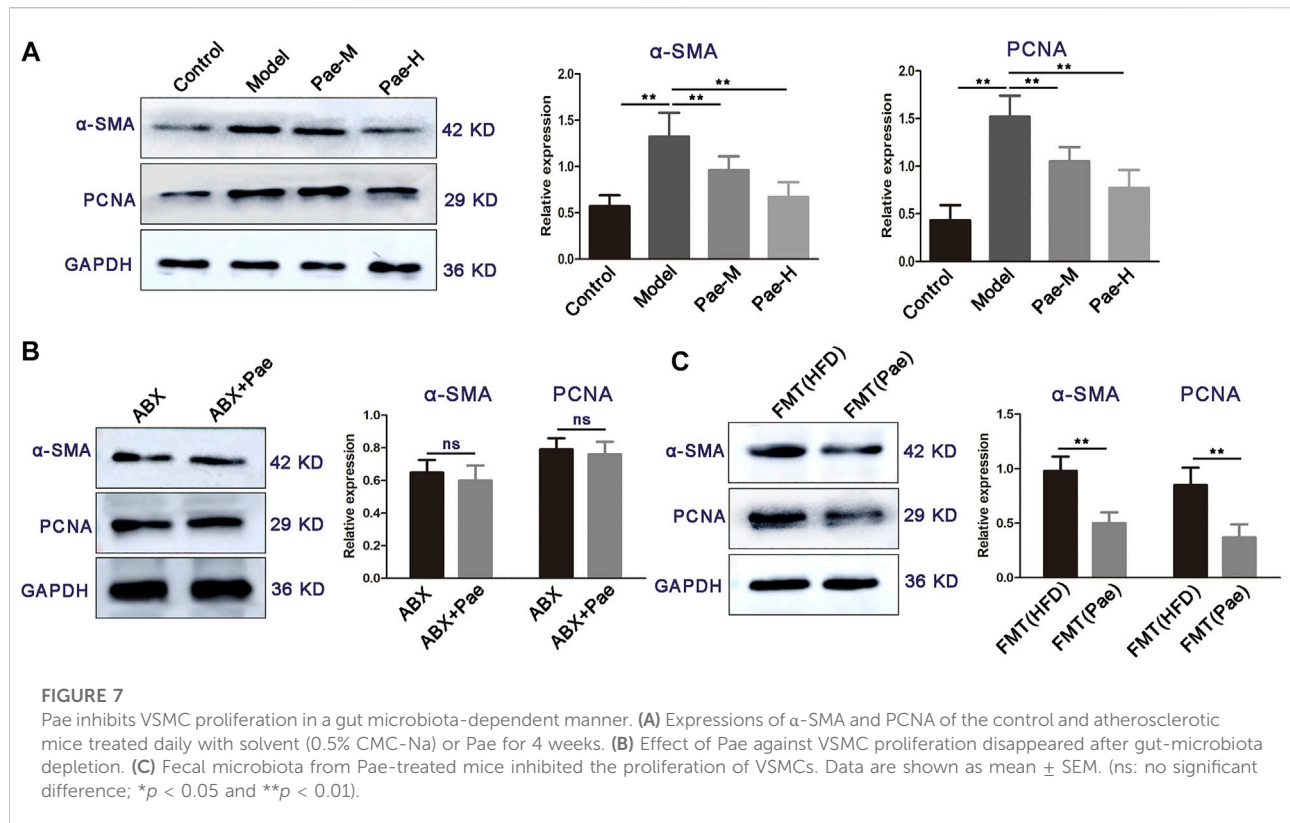 A
Control Model Pae-M Pae-H
α-SMA 42 KD
PCNA 29 KD
GAPDH 36 KD
α-SMA
Relative expression
2.0
1.5
1.0
0.5
0.0
** ** **
Control Model Pae-M Pae-H
PCNA
Relative expression
2.0
1.5
1.0
0.5
0.0
** ** **
Control Model Pae-M Pae-H
B
ABX ABX+Pae
α-SMA 42 KD
PCNA 29 KD
GAPDH 36 KD
α-SMA PCNA
Relative expression
1.0
0.8
0.6
0.4
0.2
0.0
ns ns
ABX ABX+Pae ABX ABX+Pae
C
FMT(HFD) FMT(Pae)
α-SMA 42 KD
PCNA 29 KD
GAPDH 36 KD
α-SMA PCNA
Relative expression
1.5
1.0
0.5
0.0
** **
FMT(HFD) FMT(Pae) FMT(HFD) FMT(Pae)
FIGURE 7
Pae inhibits VSMC proliferation in a gut microbiota-dependent manner. (A) Expressions of α-SMA and PCNA of the control and atherosclerotic
mice treated daily with solvent (0.5% CMC-Na) or Pae for 4 weeks. (B) Effect of Pae against VSMC proliferation disappeared after gut-microbiota
depletion. (C) Fecal microbiota from Pae-treated mice inhibited the proliferation of VSMCs. Data are shown as mean ± SEM. (ns: no significant
difference; *p < 0.05 and **p < 0.01).